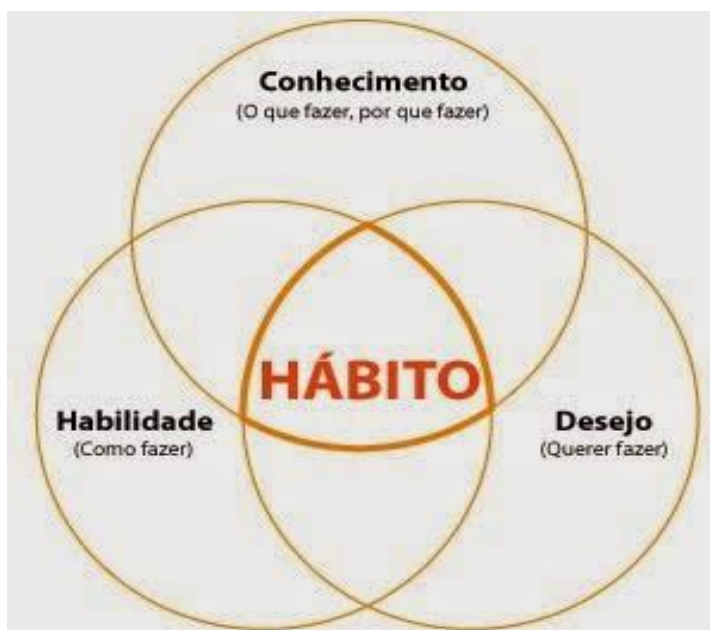 Conhecimento
(O que fazer, por que fazer)
HÁBITO
Habilidade
(Como fazer)
Desejo
(Querer fazer)